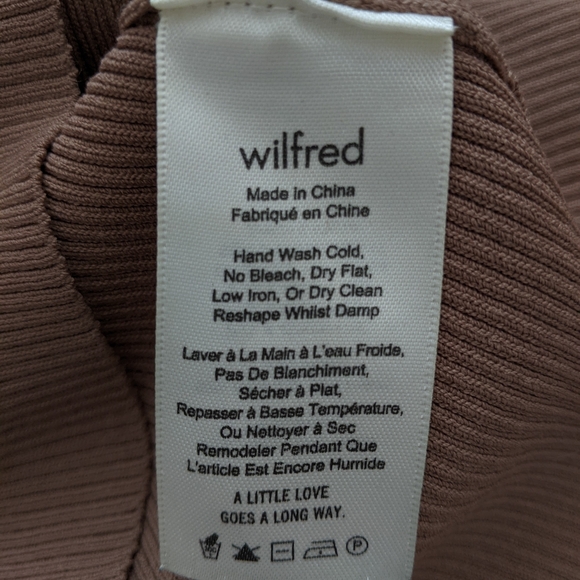 wilfred
Made in China
Fabriqué en Chine
Hand Wash Cold,
No Bleach, Dry Flat,
Low Iron, Or Dry Clean
Reshape Whilst Damp
Laver à La Main à L'eau Froide,
Pas De Blanchiment,
Sécher à Plat,
Repasser à Basse Température,
Ou Nettoyer à Sec
Remodeler Pendant Que
L'article Est Encore Humide
A LITTLE LOVE
GOES A LONG WAY.
P